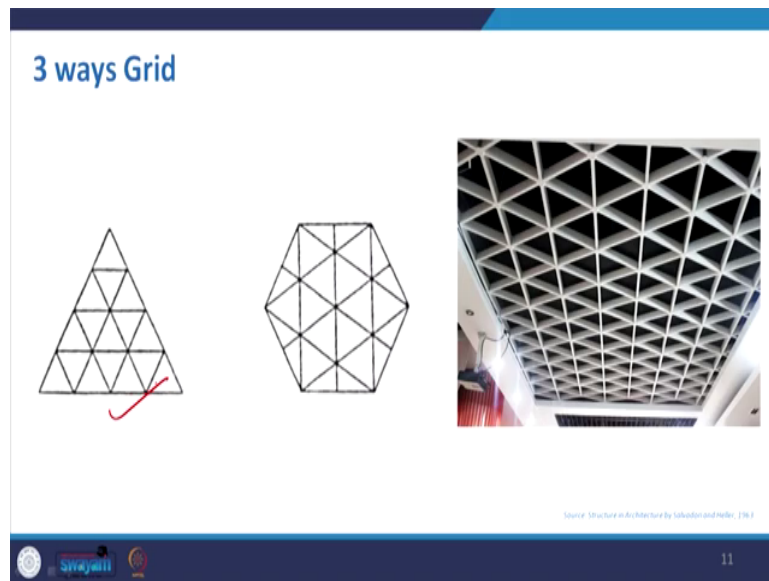 3 ways Grid
Source: Structure in Architecture by Salvadori and Heller, 1963
swayam
11